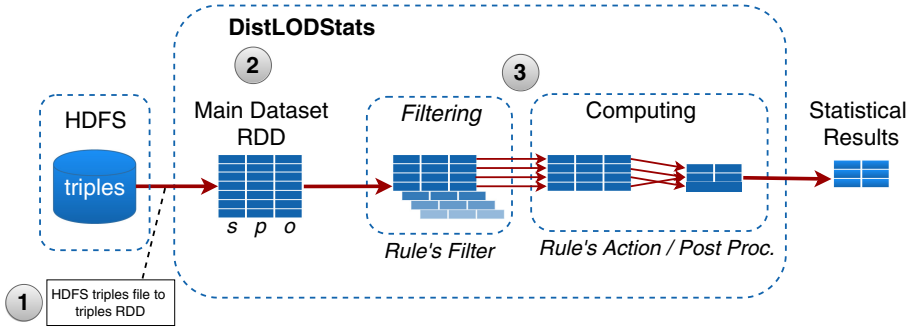 DistLODStats
2
3
HDFS
triples
Main Dataset
RDD
s p o
Filtering
Rule's Filter
Computing
Rule's Action / Post Proc.
Statistical
Results
1
HDFS triples file to
triples RDD